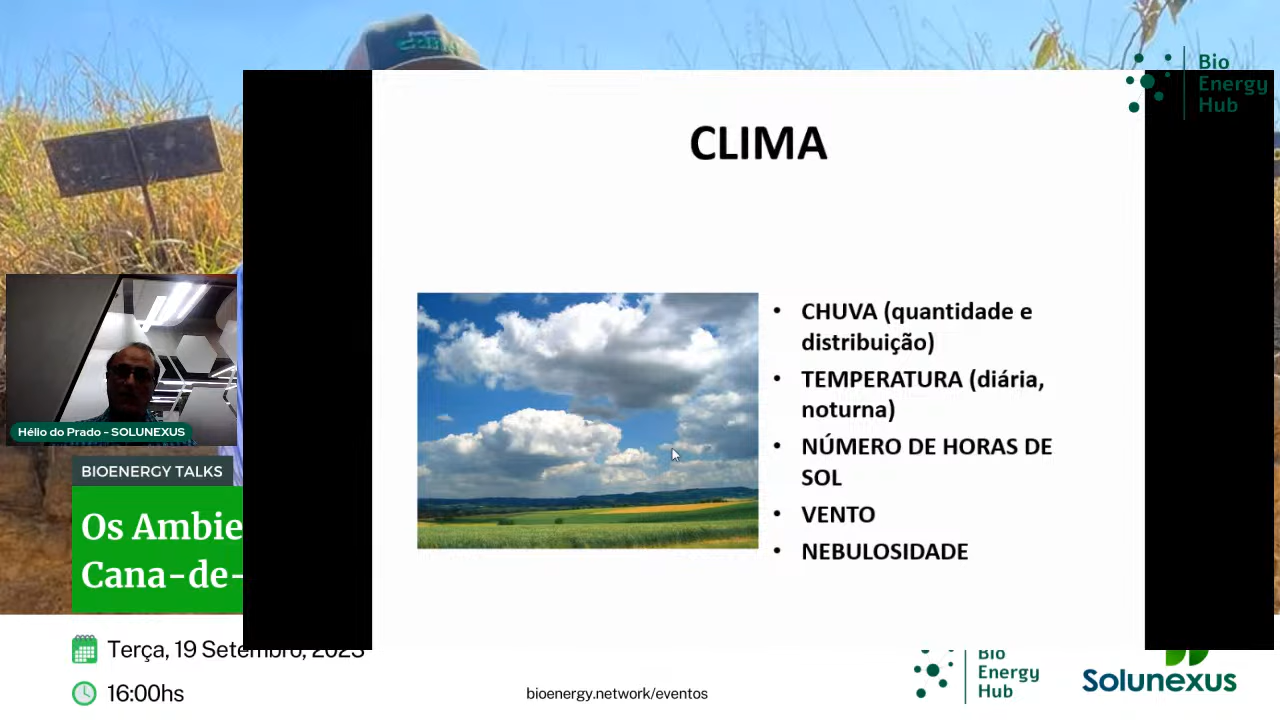 Bio
Energy
Hub
CLIMA
• CHUVA (quantidade e
distribuição)
• TEMPERATURA (diária,
noturna)
• NÚMERO DE HORAS DE
SOL
• VENTO
• NEBULOSIDADE
Hélio do Prado - SOLUNEXUS
BIOENERGY TALKS
Os Ambie
Cana-de-
Terça, 19 Setembro, 2023
16:00hs
bioenergy.network/eventos
Bio
Energy
Hub
Solunexus